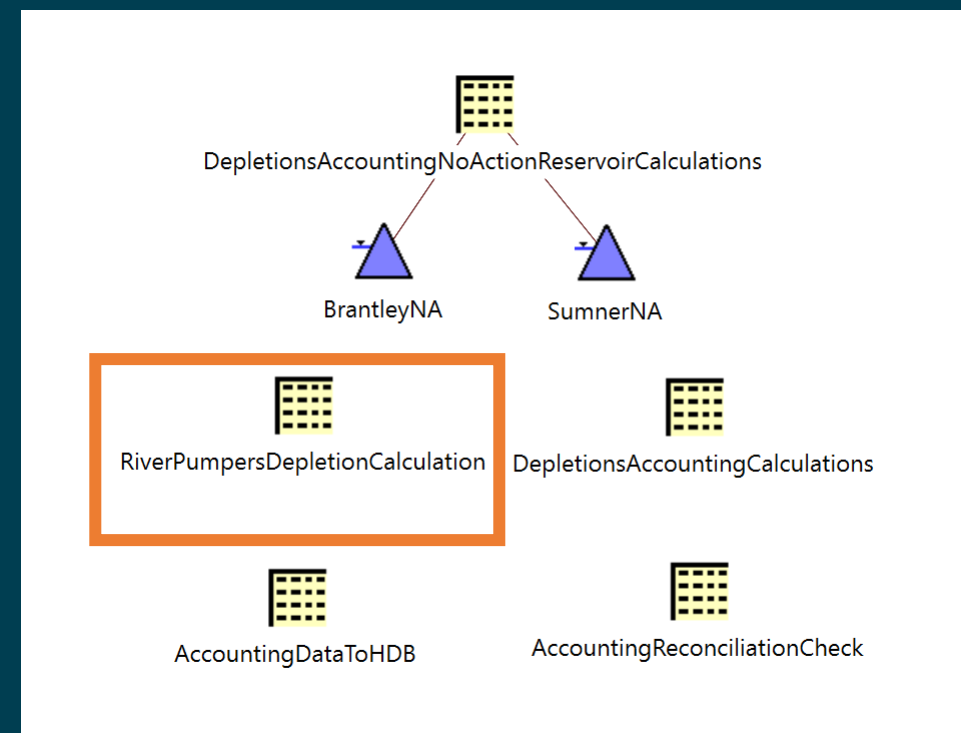 DepletionsAccountingNoActionReservoirCalculations
BrantleyNA
SumnerNA
RiverPumpersDepletionCalculation
DepletionsAccountingCalculations
AccountingDataToHDB
AccountingReconciliationCheck